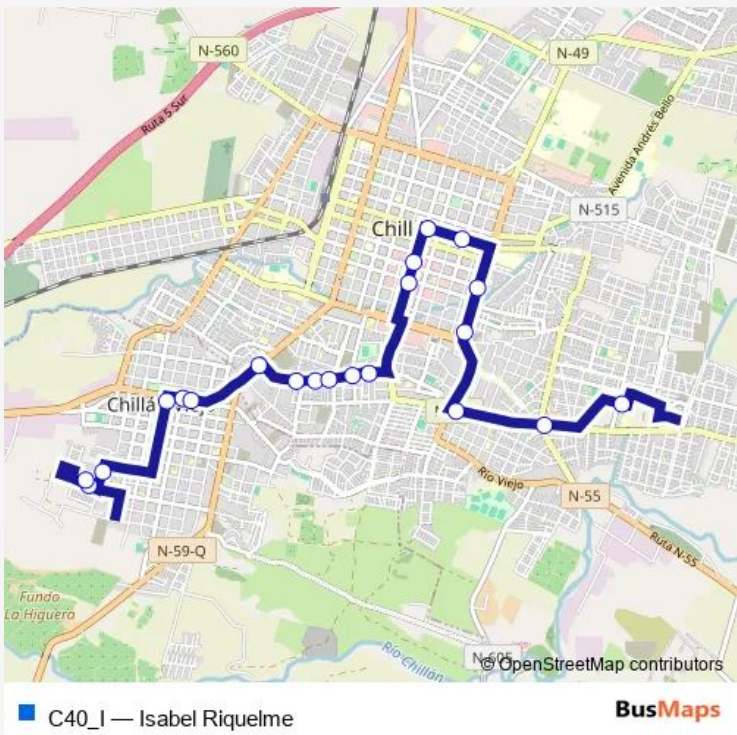 N-560
N-49
Ruta 5 Sur
Avenida Andrés Bello
N-515
Chill
Chillá
Río Viejo
N-55
Ruta N-55
N-59-Q
Fundo
La Higuera
Río Chillán
N-605
© OpenStreetMap contributors
C40_I — Isabel Riquelme
BusMaps